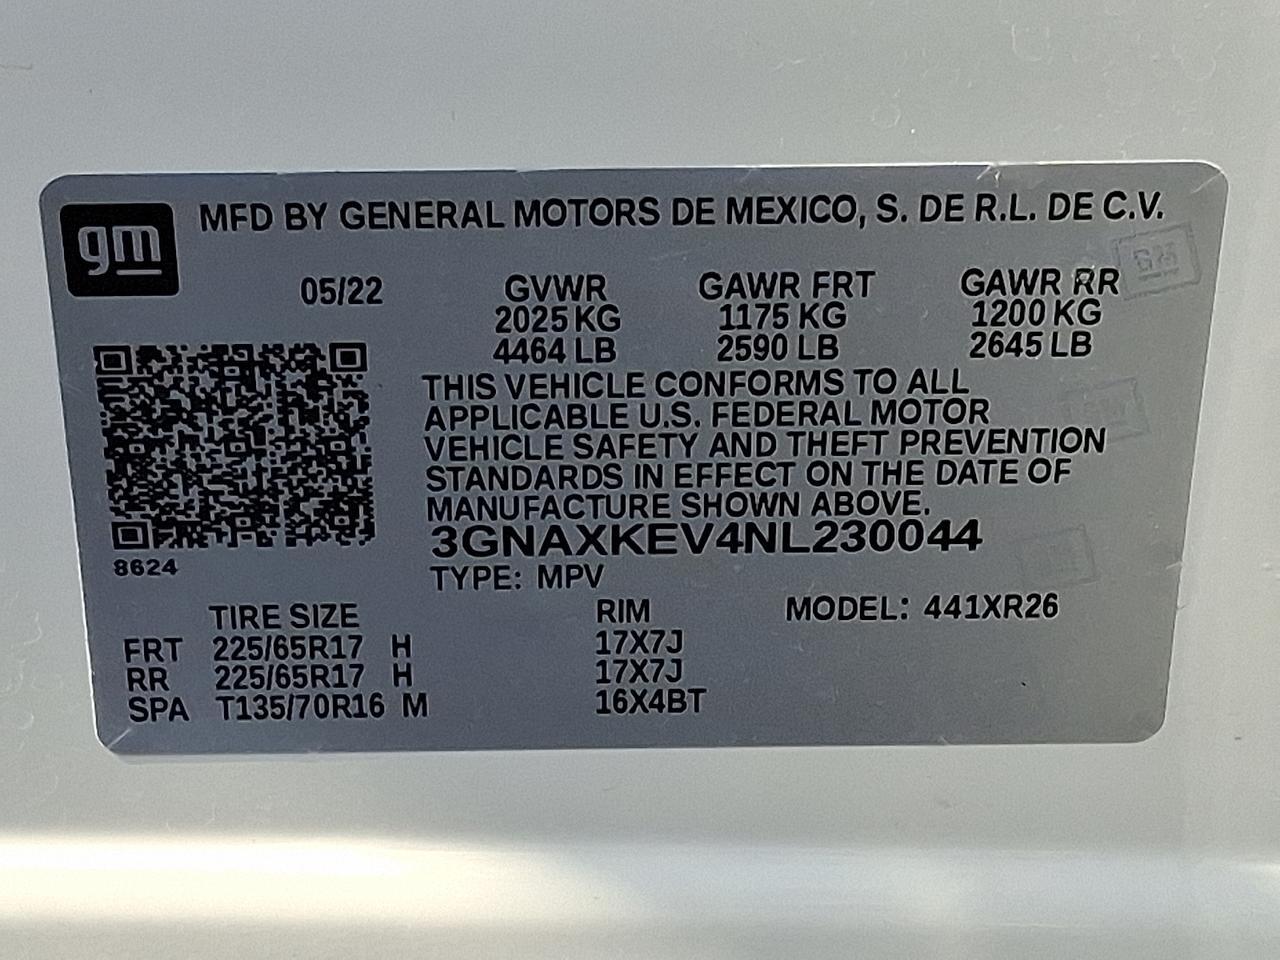 gm
MFD BY GENERAL MOTORS DE MEXICO, S. DE R.L. DE C.V.
05/22 GVWR GAWR FRT GAWR RR
2025 KG 1175 KG 1200 KG
4464 LB 2590 LB 2645 LB
THIS VEHICLE CONFORMS TO ALL
APPLICABLE U.S. FEDERAL MOTOR
VEHICLE SAFETY AND THEFT PREVENTION
STANDARDS IN EFFECT ON THE DATE OF
MANUFACTURE SHOWN ABOVE.
3GNAXKEV4NL230044
8624
TYPE: MPV
TIRE SIZE RIM MODEL: 441XR26
FRT 225/65R17 H 17X7J
RR 225/65R17 H 17X7J
SPA T135/70R16 M 16X4BT